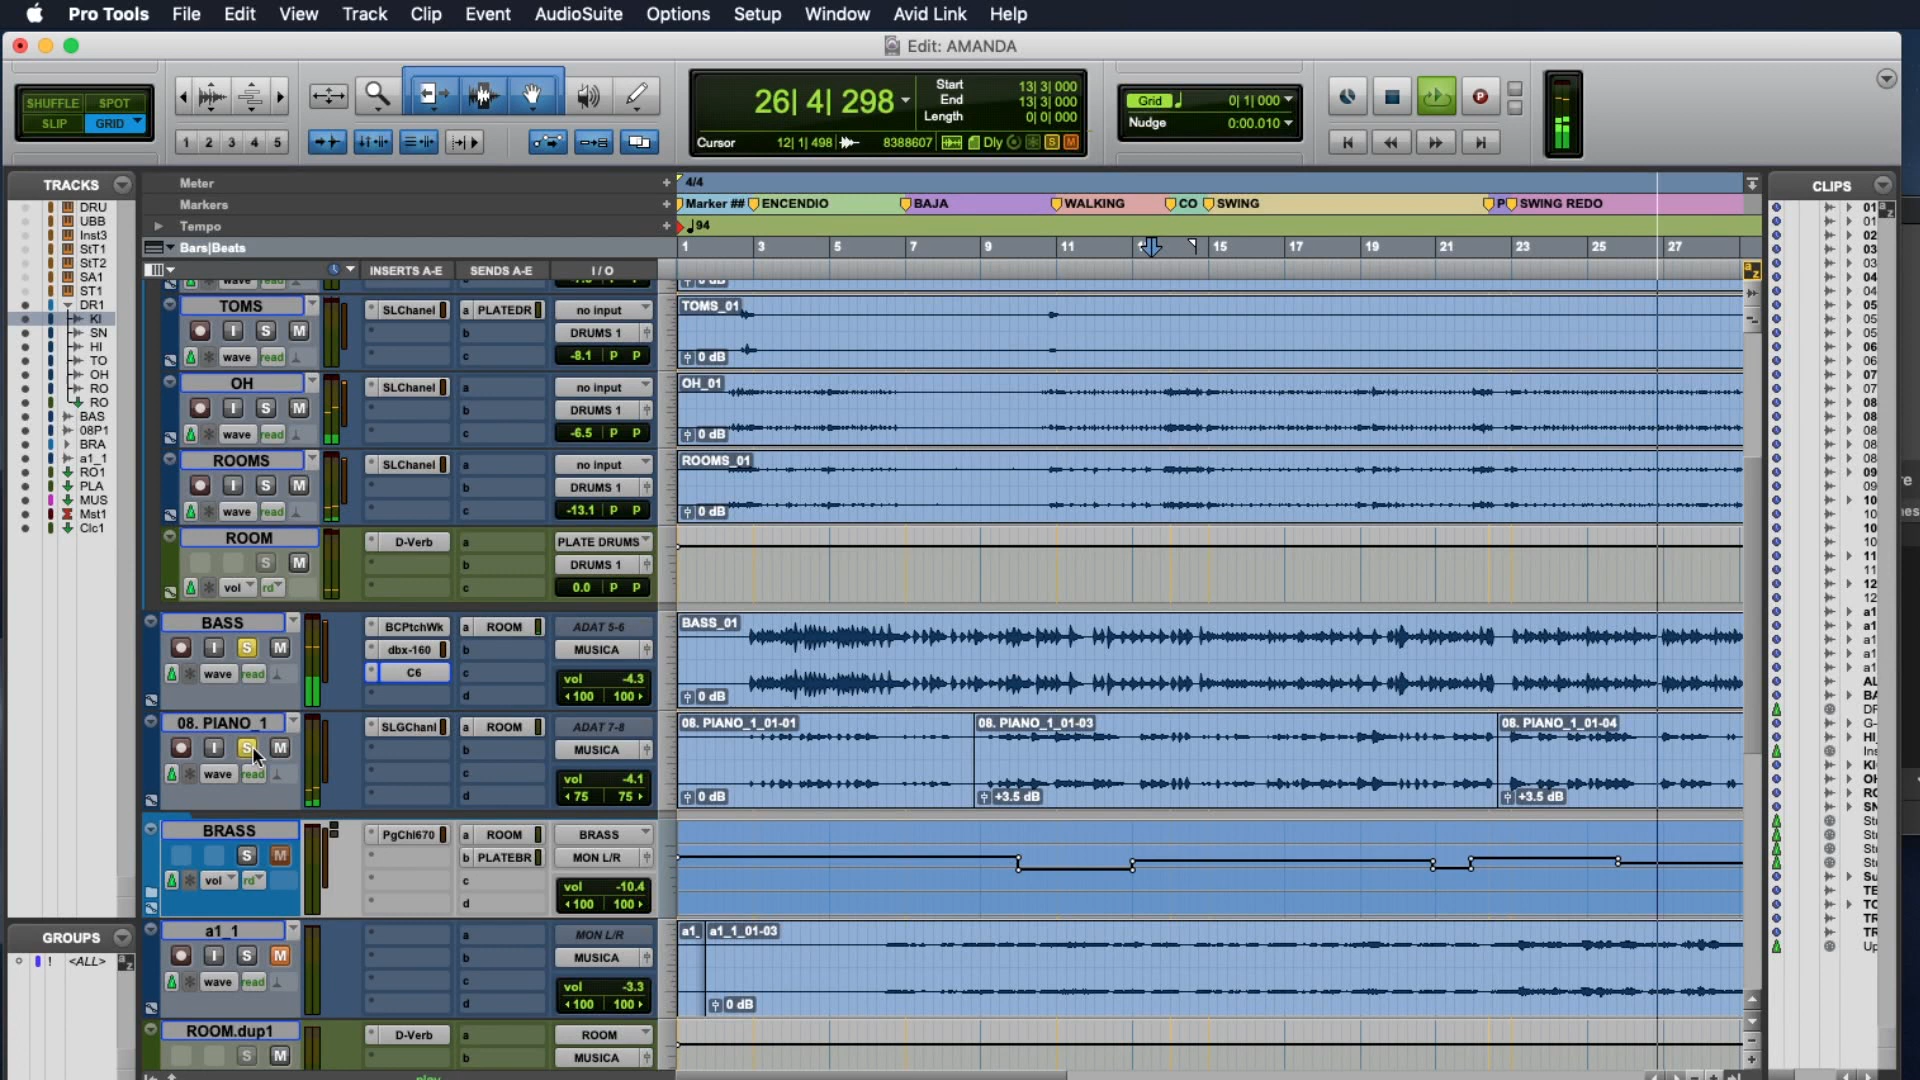 Pro Tools File Edit View Track Clip Event AudioSuite Options Setup Window Avid Link Help
Edit: AMANDA
SHUFFLE SPOT
SLIP GRID
1 2 3 4 5
26| 4| 298
Start 13| 3| 000
End 13| 3| 000
Length 0| 0| 000
Cursor 12| 1| 498 8388607 Dly S M
Grid 0| 1| 000
Nudge 0:00.010
TRACKS
DRU
UBB
Inst3
StT1
StT2
SA1
ST1
DR1
KI
SN
HI
TO
OH
RO
RO
BAS
08P1
BRA
a1_1
RO1
PLA
MUS
Mst1
Clc1
GROUPS
! <ALL>
Meter 4/4
Markers Marker ## ENCENDIO BAJA WALKING CO SWING P SWING REDO
Tempo 94
Bars|Beats 1 3 5 7 9 11 15 17 19 21 23 25 27
INSERTS A-E SENDS A-E I / O
TOMS SLChanel a PLATEDR no input TOMS_01
I S M b DRUMS 1
wave read c -8.1 P P 0 dB
OH SLChanel a no input OH_01
I S M b DRUMS 1
wave read c -6.5 P P 0 dB
ROOMS SLChanel a no input ROOMS_01
I S M b DRUMS 1
wave read c -13.1 P P 0 dB
ROOM D-Verb a PLATE DRUMS
S M b DRUMS 1
vol rd c 0.0 P P
BASS BCPtchWk a ROOM ADAT 5-6 BASS_01
I S M dbx-160 b MUSICA
wave read C6 c vol -4.3
d 100 100 0 dB
08. PIANO_1 SLGChanl a ROOM ADAT 7-8 08. PIANO_1_01-01 08. PIANO_1_01-03 08. PIANO_1_01-04
I S M b MUSICA
wave read c vol -4.1
d 75 75 0 dB +3.5 dB +3.5 dB
BRASS PgChl670 a ROOM BRASS
S M b PLATEBR MON L/R
vol rd c vol -10.4
d 100 100
a1_1 a MON L/R a1_ a1_1_01-03
I S M b MUSICA
wave read c vol -3.3
d 100 100 0 dB
ROOM.dup1 D-Verb a ROOM
S M b MUSICA
play
CLIPS
01
01
02
02
03
03
04
04
05
05
05
06
06
07
07
08
08
08
08
09
09
10
10
10
10
11
11
12
12
a1
a1
a1
a1
a1
AL
BA
DF
G-
HI
Ins
KI
OH
RO
SN
Str
Str
Str
Str
Su
TE
TO
TR
TR
Up